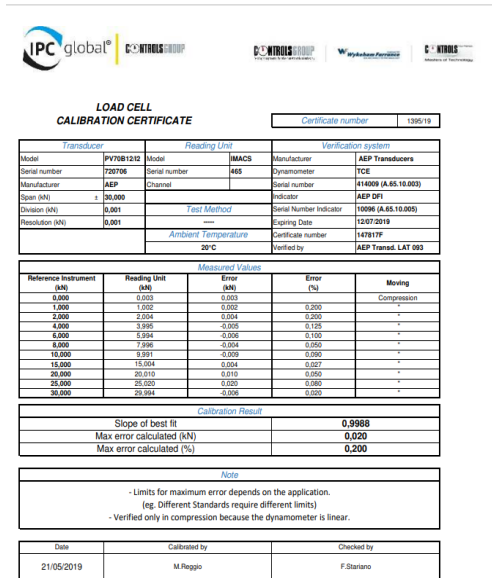 IPC global® CONTROLS GROUP
CONTROLS GROUP
Wykeham Farrance
CONTROLS
LOAD CELL
CALIBRATION CERTIFICATE
Certificate number 1395/19
Transducer Reading Unit Verification system
Model PV70B12/I2 Model IMACS Manufacturer AEP Transducers
Serial number 720706 Serial number 465 Dynamometer TCE
Manufacturer AEP Channel Serial number 414009 (A.65.10.003)
Span (kN) ± 30,000 Indicator AEP DFI
Division (kN) 0,001 Test Method Serial Number Indicator 10096 (A.65.10.005)
Resolution (kN) 0,001 ----- Expiring Date 12/07/2019
Ambient Temperature Certificate number 147817F
20°C Verified by AEP Transd. LAT 093
Measured Values
Reference Instrument (kN) Reading Unit (kN) Error (kN) Error (%) Moving
0,000 0,003 0,003 Compression
1,000 1,002 0,002 0,200 "
2,000 2,004 0,004 0,200 "
4,000 3,995 -0,005 0,125 "
6,000 5,994 -0,006 0,100 "
8,000 7,996 -0,004 0,050 "
10,000 9,991 -0,009 0,090 "
15,000 15,004 0,004 0,027 "
20,000 20,010 0,010 0,050 "
25,000 25,020 0,020 0,080 "
30,000 29,994 -0,006 0,020 "
Calibration Result
Slope of best fit 0,9988
Max error calculated (kN) 0,020
Max error calculated (%) 0,200
Note
- Limits for maximum error depends on the application.
(eg. Different Standards require different limits)
- Verified only in compression because the dynamometer is linear.
Date Calibrated by Checked by
21/05/2019 M.Reggio F.Stariano